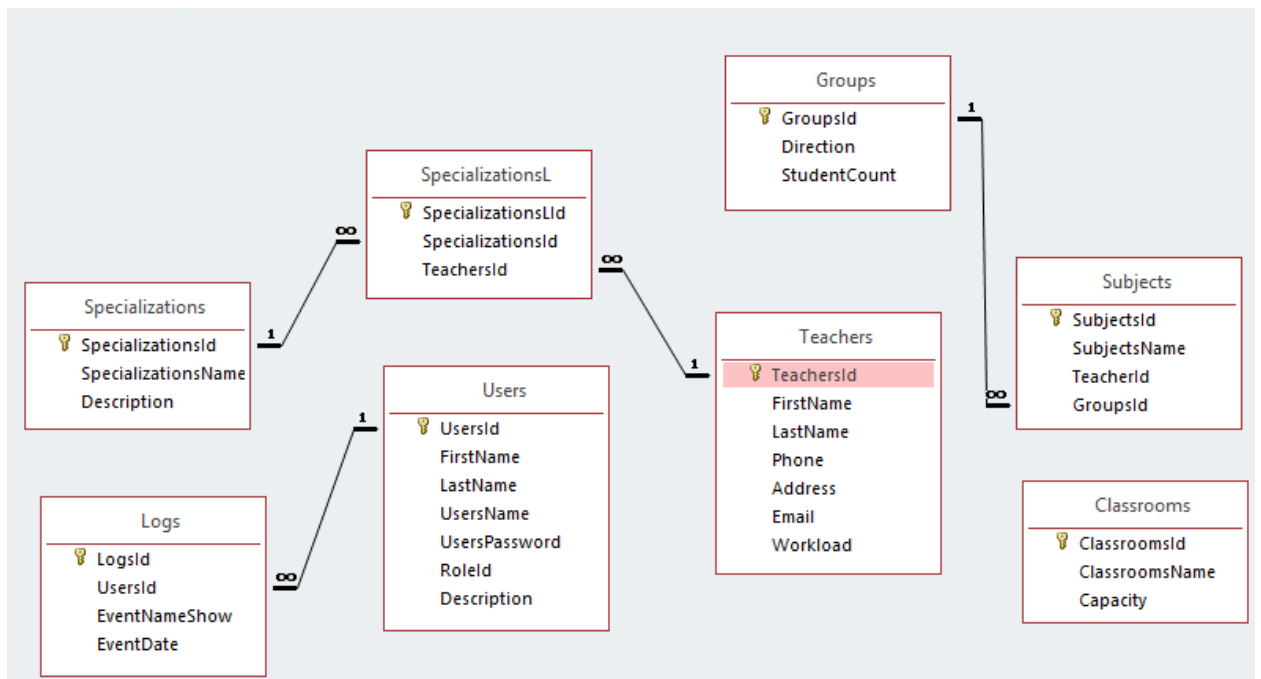 Groups
GroupsId
Direction
StudentCount
1
SpecializationsL
SpecializationsLId
SpecializationsId
TeachersId
∞
∞
Specializations
SpecializationsId
SpecializationsName
Description
1
Subjects
SubjectsId
SubjectsName
TeacherId
GroupsId
∞
Teachers
TeachersId
FirstName
LastName
Phone
Address
Email
Workload
1
Users
UsersId
FirstName
LastName
UsersName
UsersPassword
RoleId
Description
1
Logs
LogsId
UsersId
EventNameShow
EventDate
∞
Classrooms
ClassroomsId
ClassroomsName
Capacity